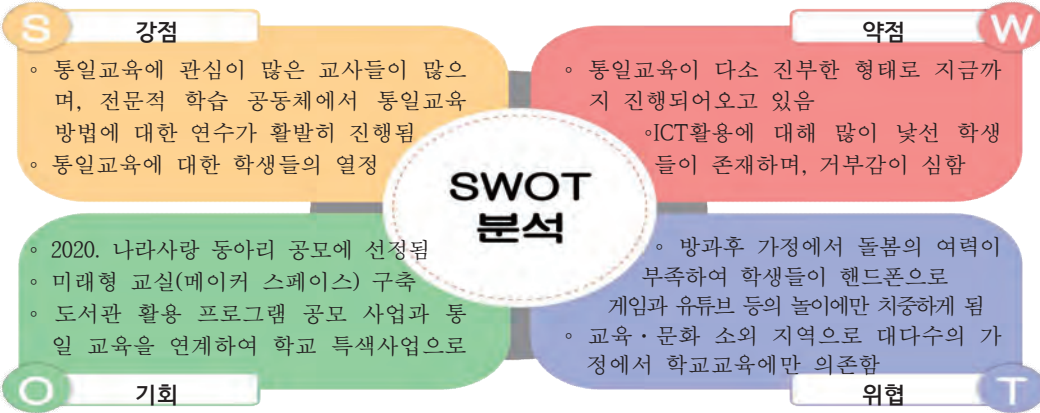 S 강점
◦ 통일교육에 관심이 많은 교사들이 많으
며, 전문적 학습 공동체에서 통일교육
방법에 대한 연수가 활발히 진행됨
◦ 통일교육에 대한 학생들의 열정
약점 W
◦ 통일교육이 다소 진부한 형태로 지금까
지 진행되어오고 있음
◦ICT활용에 대해 많이 낯선 학생
들이 존재하며, 거부감이 심함
SWOT
분석
◦ 2020. 나라사랑 동아리 공모에 선정됨
◦ 미래형 교실(메이커 스페이스) 구축
◦ 도서관 활용 프로그램 공모 사업과 통
일 교육을 연계하여 학교 특색사업으로
O 기회
◦ 방과후 가정에서 돌봄의 여력이
부족하여 학생들이 핸드폰으로
게임과 유튜브 등의 놀이에만 치중하게 됨
◦ 교육・문화 소외 지역으로 대다수의 가
정에서 학교교육에만 의존함
위협 T